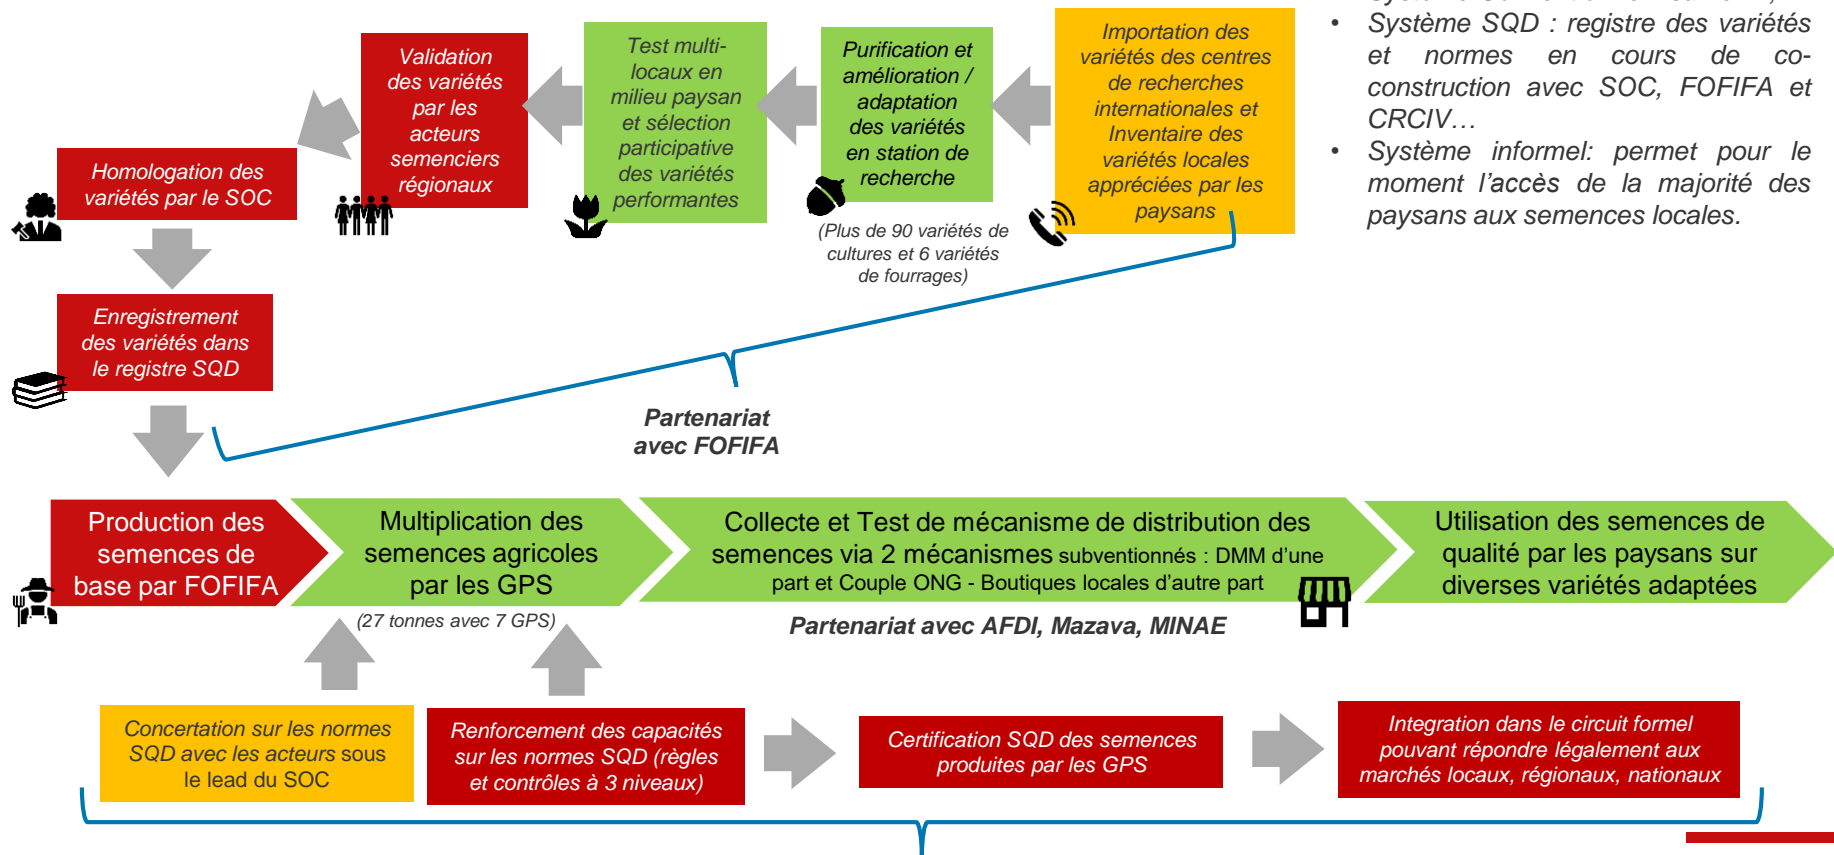 Importation des
variétés des centres
de recherches
internationales et
Inventaire des
variétés locales
appréciées par les
paysans
Purification et
amélioration /
adaptation
des variétés
en station de
recherche
(Plus de 90 variétés de
cultures et 6 variétés
de fourrages)
Test multi-
locaux en
milieu paysan
et sélection
participative
des variétés
performantes
Validation
des variétés
par les
acteurs
semenciers
régionaux
Homologation des
variétés par le SOC
Enregistrement
des variétés dans
le registre SQD
• Système SQD : registre des variétés
et normes en cours de co-
construction avec SOC, FOFIFA et
CRCIV…
• Système informel: permet pour le
moment l'accès de la majorité des
paysans aux semences locales.
Partenariat
avec FOFIFA
Production des
semences de
base par FOFIFA
Multiplication des
semences agricoles
par les GPS
(27 tonnes avec 7 GPS)
Collecte et Test de mécanisme de distribution des
semences via 2 mécanismes subventionnés : DMM d'une
part et Couple ONG - Boutiques locales d'autre part
Partenariat avec AFDI, Mazava, MINAE
Utilisation des semences de
qualité par les paysans sur
diverses variétés adaptées
Concertation sur les normes
SQD avec les acteurs sous
le lead du SOC
Renforcement des capacités
sur les normes SQD (règles
et contrôles à 3 niveaux)
Certification SQD des semences
produites par les GPS
Integration dans le circuit formel
pouvant répondre légalement aux
marchés locaux, régionaux, nationaux